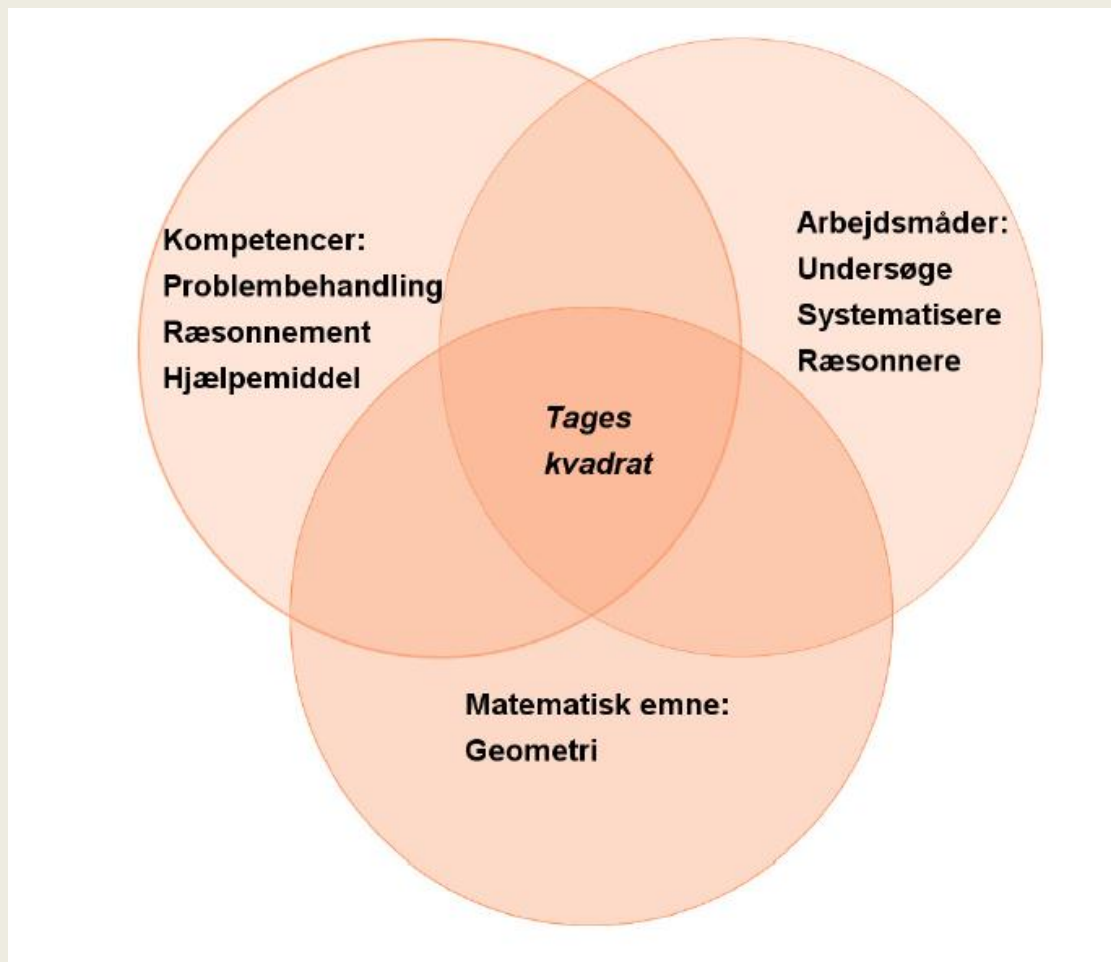 Kompetencer:
Problembehandling
Ræsonnement
Hjælpemiddel
Arbejdsmåder:
Undersøge
Systematisere
Ræsonnere
Tages
kvadrat
Matematisk emne:
Geometri